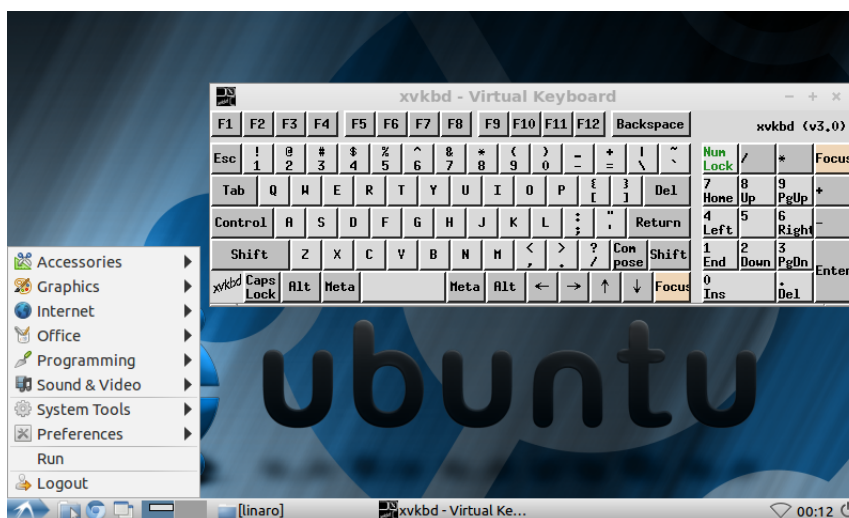 xvkbd - Virtual Keyboard
F1 F2 F3 F4 F5 F6 F7 F8 F9 F10 F11 F12 Backspace xvkbd (v3.0)
Esc ! 1 @ 2 # 3 $ 4 % 5 ^ 6 & 7 * 8 ( 9 ) 0 _ - + = | \ ~ ` Num Lock / * Focus
Tab Q W E R T Y U I O P { [ } ] Del 7 Home 8 Up 9 PgUp +
Control A S D F G H J K L : ; " ' Return 4 Left 5 6 Right -
Shift Z X C V B N M < , > . ? / Com pose Shift 1 End 2 Down 3 PgDn Enter
xvkbd Caps Lock Alt Meta Meta Alt ← → ↑ ↓ Focus 0 Ins . Del
Accessories
Graphics
Internet
Office
Programming
Sound & Video
System Tools
Preferences
Run
Logout
ubuntu
[linaro] xvkbd - Virtual Ke... 00:12